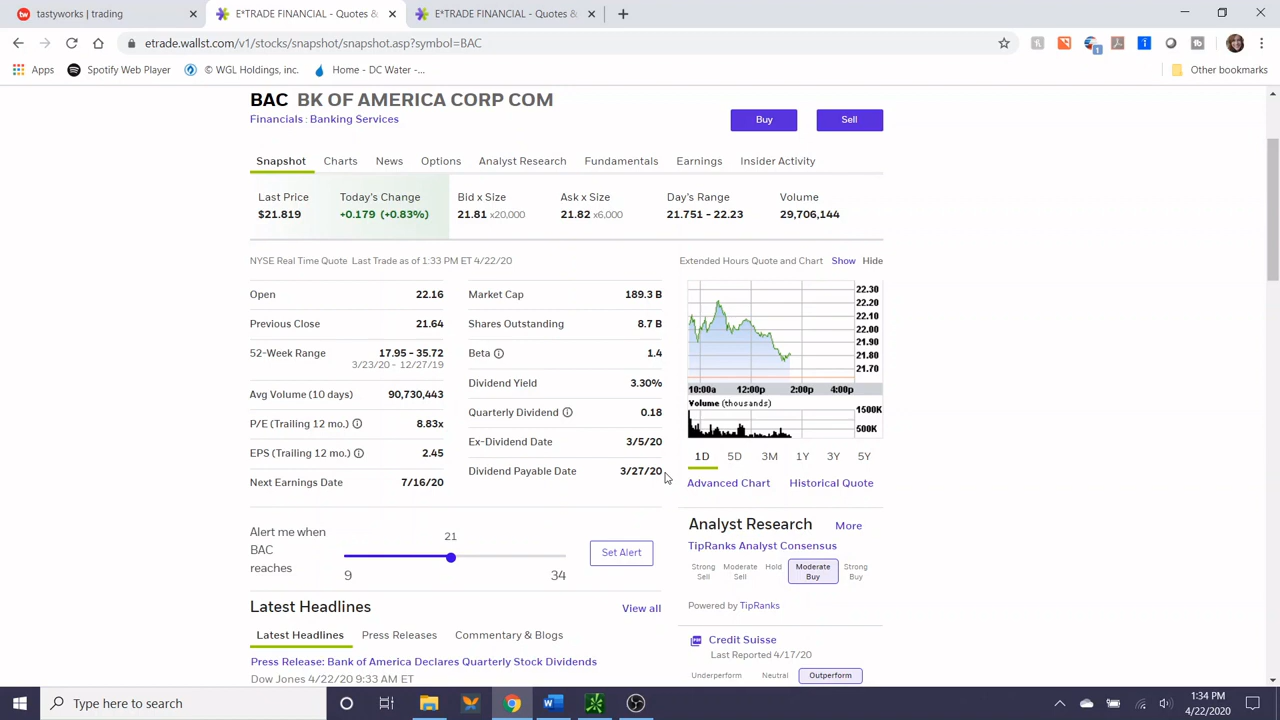 tastyworks | trading
E*TRADE FINANCIAL - Quotes &
E*TRADE FINANCIAL - Quotes &
etrade.wallst.com/v1/stocks/snapshot/snapshot.asp?symbol=BAC
Apps
Spotify Web Player
© WGL Holdings, inc.
Home - DC Water -...
Other bookmarks
BAC BK OF AMERICA CORP COM
Financials : Banking Services
Buy
Sell
Snapshot
Charts
News
Options
Analyst Research
Fundamentals
Earnings
Insider Activity
Last Price
Today's Change
Bid x Size
Ask x Size
Day's Range
Volume
$21.819
+0.179 (+0.83%)
21.81 x20,000
21.82 x6,000
21.751 - 22.23
29,706,144
NYSE Real Time Quote Last Trade as of 1:33 PM ET 4/22/20
Extended Hours Quote and Chart Show Hide
Open 22.16
Previous Close 21.64
52-Week Range 17.95 - 35.72
3/23/20 - 12/27/19
Avg Volume (10 days) 90,730,443
P/E (Trailing 12 mo.) 8.83x
EPS (Trailing 12 mo.) 2.45
Next Earnings Date 7/16/20
Market Cap 189.3 B
Shares Outstanding 8.7 B
Beta 1.4
Dividend Yield 3.30%
Quarterly Dividend 0.18
Ex-Dividend Date 3/5/20
Dividend Payable Date 3/27/20
22.30
22.20
22.10
22.00
21.90
21.80
21.70
10:00a 12:00p 2:00p 4:00p
Volume (thousands)
1500K
500K
1D 5D 3M 1Y 3Y 5Y
Advanced Chart
Historical Quote
Alert me when
BAC
reaches
21
9
34
Set Alert
Analyst Research More
TipRanks Analyst Consensus
Strong Sell
Moderate Sell
Hold
Moderate Buy
Strong Buy
Powered by TipRanks
Credit Suisse
Last Reported 4/17/20
Underperform Neutral Outperform
Latest Headlines
View all
Latest Headlines
Press Releases
Commentary & Blogs
Press Release: Bank of America Declares Quarterly Stock Dividends
Dow Jones 4/22/20 9:33 AM ET
Type here to search
1:34 PM
4/22/2020